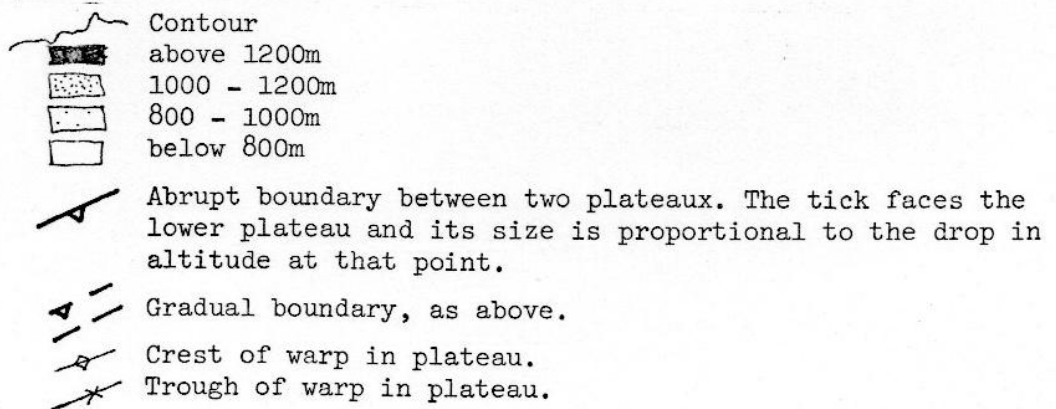 Contour
above 1200m
1000 - 1200m
800 - 1000m
below 800m
Abrupt boundary between two plateaux. The tick faces the
lower plateau and its size is proportional to the drop in
altitude at that point.
Gradual boundary, as above.
Crest of warp in plateau.
Trough of warp in plateau.